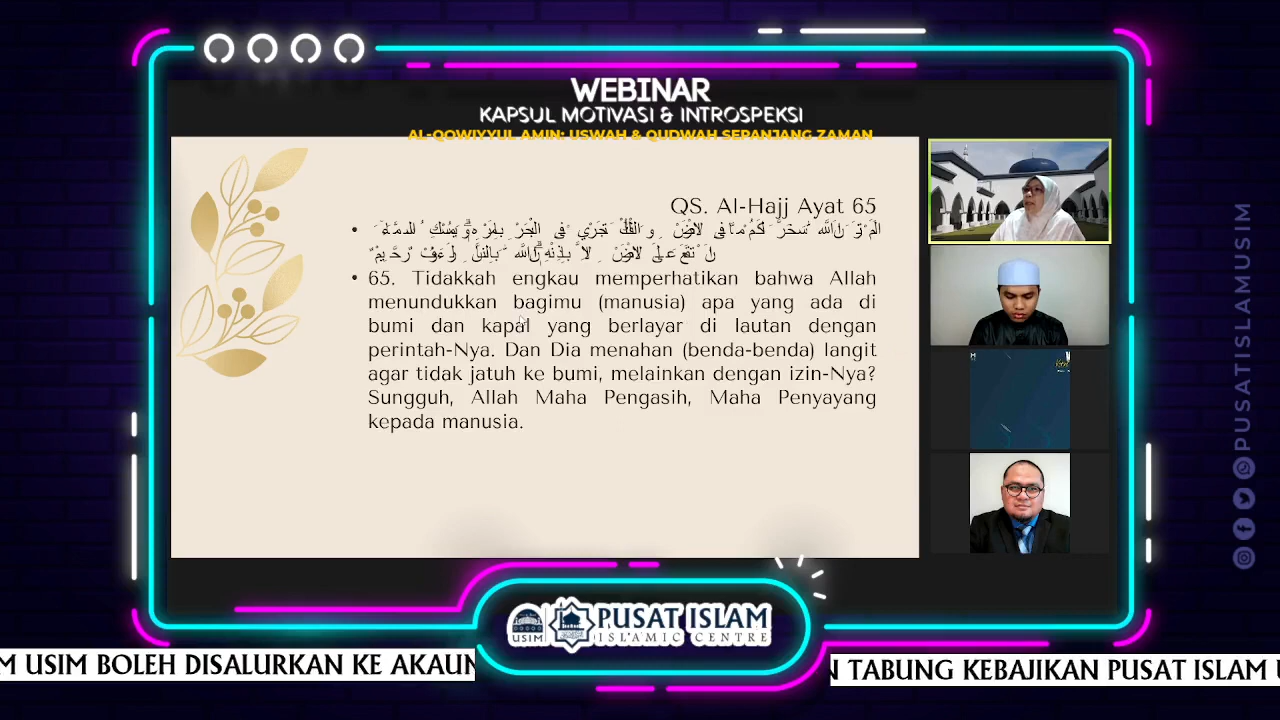 WEBINAR
KAPSUL MOTIVASI & INTROSPEKSI
AL-QOWIYYUL AMIN: USWAH & QUDWAH SEPANJANG ZAMAN
QS. Al-Hajj Ayat 65
• 65. Tidakkah engkau memperhatikan bahwa Allah
menundukkan bagimu (manusia) apa yang ada di
bumi dan kapal yang berlayar di lautan dengan
perintah-Nya. Dan Dia menahan (benda-benda) langit
agar tidak jatuh ke bumi, melainkan dengan izin-Nya?
Sungguh, Allah Maha Pengasih, Maha Penyayang
kepada manusia.
PUSATISLAMUSIM
USIM
PUSAT ISLAM
ISLAMIC CENTRE
M USIM BOLEH DISALURKAN KE AKAUN
N TABUNG KEBAJIKAN PUSAT ISLAM U